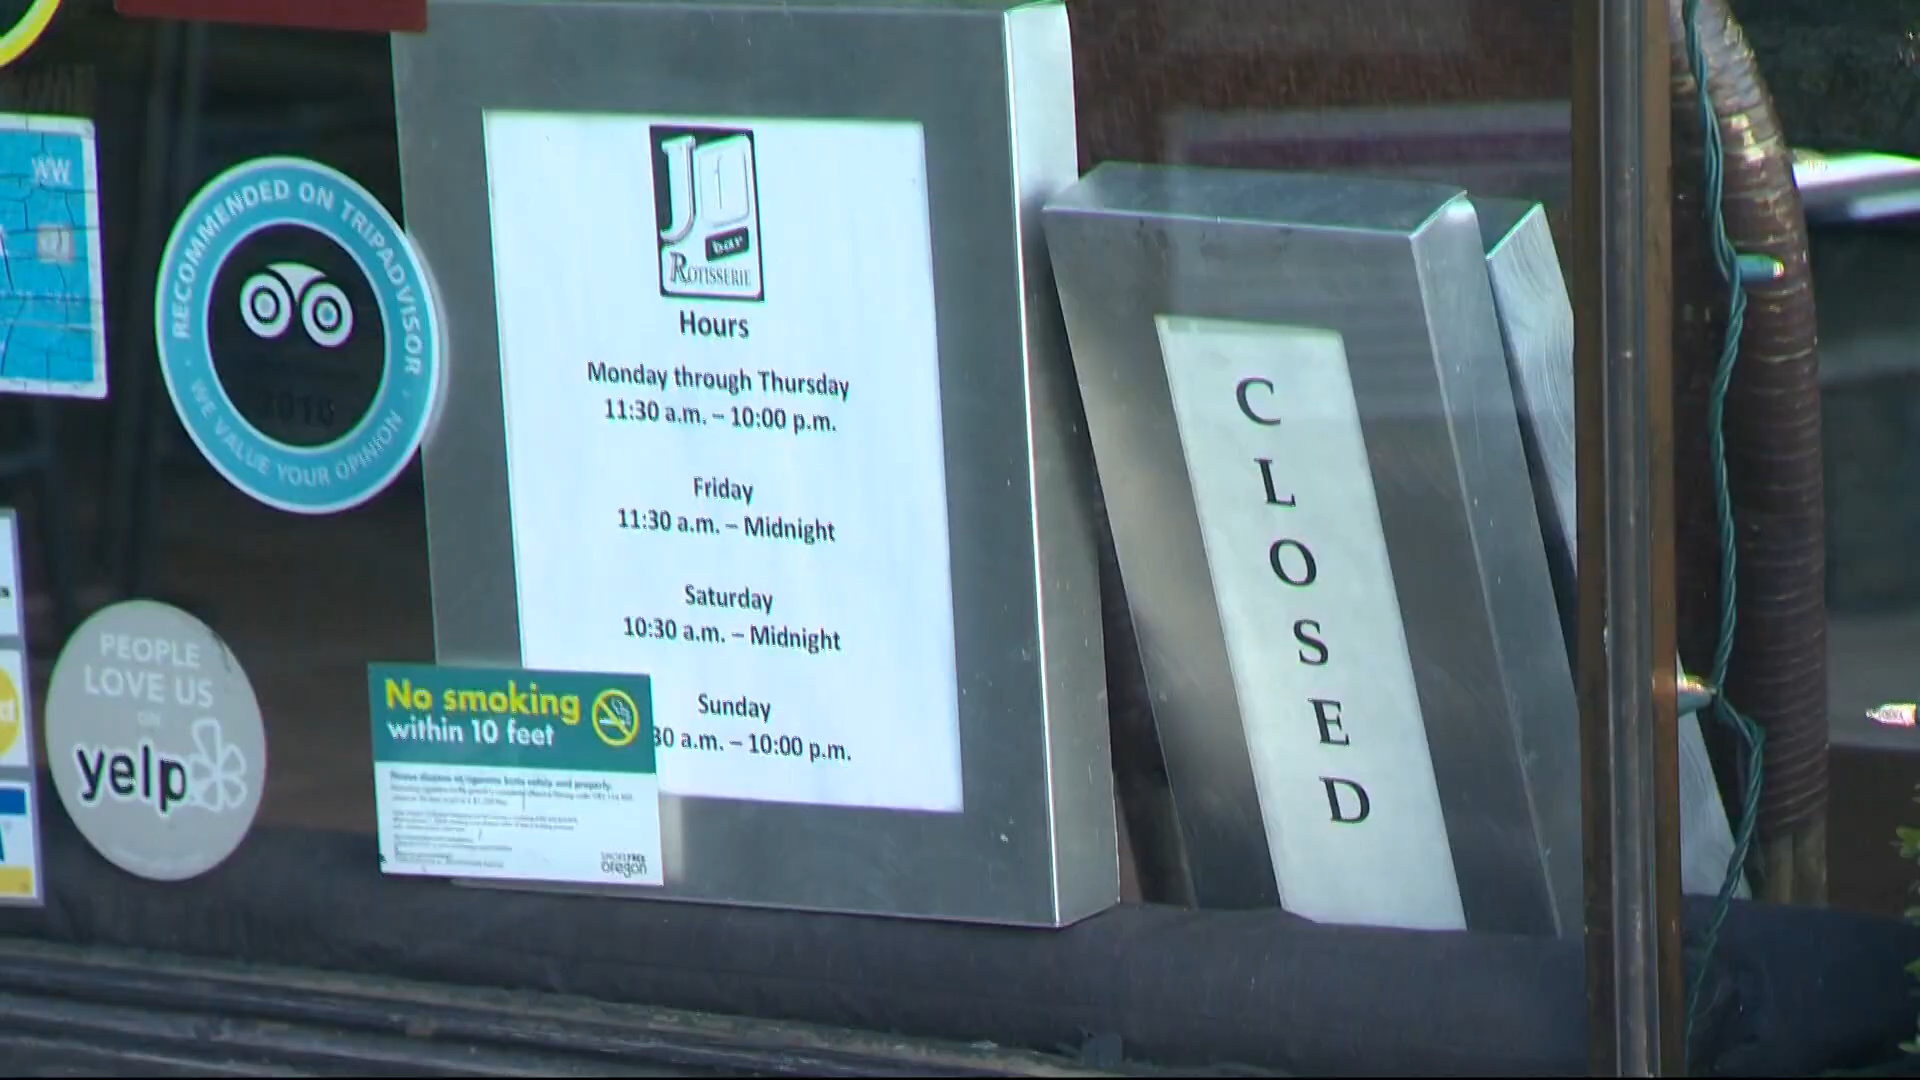 WW
RECOMMENDED ON TRIPADVISOR
WE VALUE YOUR OPINION
PEOPLE
LOVE US
ON
yelp
J
bar
ROTISSERIE
Hours
Monday through Thursday
11:30 a.m. – 10:00 p.m.
Friday
11:30 a.m. – Midnight
Saturday
10:30 a.m. – Midnight
Sunday
30 a.m. – 10:00 p.m.
No smoking
within 10 feet
SMOKEFREE
oregon
CLOSED